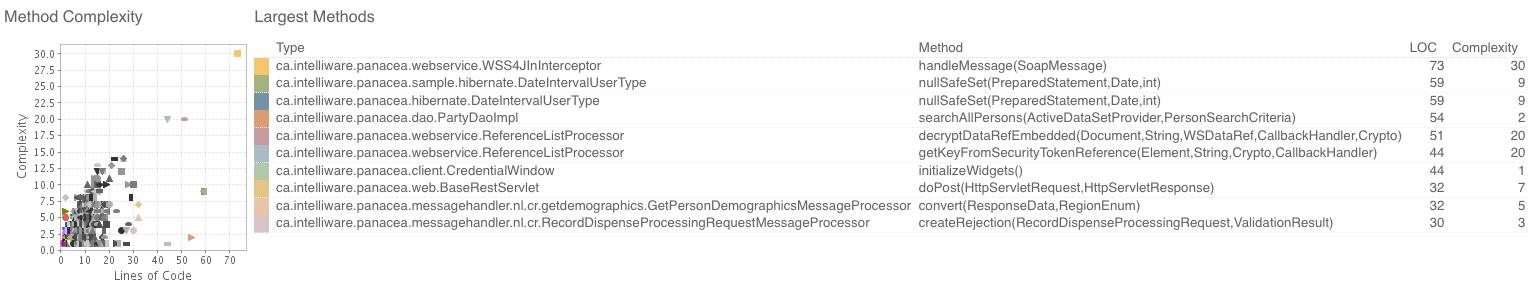 Method Complexity
Largest Methods
Type Method LOC Complexity
ca.intelliware.panacea.webservice.WSS4JInInterceptor handleMessage(SoapMessage) 73 30
ca.intelliware.panacea.sample.hibernate.DateIntervalUserType nullSafeSet(PreparedStatement,Date,int) 59 9
ca.intelliware.panacea.hibernate.DateIntervalUserType nullSafeSet(PreparedStatement,Date,int) 59 9
ca.intelliware.panacea.dao.PartyDaoImpl searchAllPersons(ActiveDataSetProvider,PersonSearchCriteria) 54 2
ca.intelliware.panacea.webservice.ReferenceListProcessor decryptDataRefEmbedded(Document,String,WSDataRef,CallbackHandler,Crypto) 51 20
ca.intelliware.panacea.webservice.ReferenceListProcessor getKeyFromSecurityTokenReference(Element,String,Crypto,CallbackHandler) 44 20
ca.intelliware.panacea.client.CredentialWindow initializeWidgets() 44 1
ca.intelliware.panacea.web.BaseRestServlet doPost(HttpServletRequest,HttpServletResponse) 32 7
ca.intelliware.panacea.messagehandler.nl.cr.getdemographics.GetPersonDemographicsMessageProcessor convert(ResponseData,RegionEnum) 32 5
ca.intelliware.panacea.messagehandler.nl.cr.RecordDispenseProcessingRequestMessageProcessor createRejection(RecordDispenseProcessingRequest,ValidationResult) 30 3
Complexity
30.0
27.5
25.0
22.5
20.0
17.5
15.0
12.5
10.0
7.5
5.0
2.5
0.0
0 10 20 30 40 50 60 70
Lines of Code